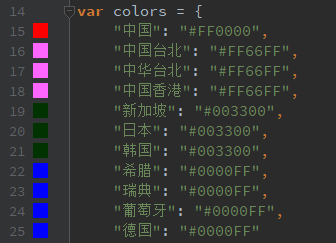 14 var colors = {
15 "中国": "#FF0000",
16 "中国台北": "#FF66FF",
17 "中华台北": "#FF66FF",
18 "中国香港": "#FF66FF",
19 "新加坡": "#003300",
20 "日本": "#003300",
21 "韩国": "#003300",
22 "希腊": "#0000FF",
23 "瑞典": "#0000FF",
24 "葡萄牙": "#0000FF",
25 "德国": "#0000FF"